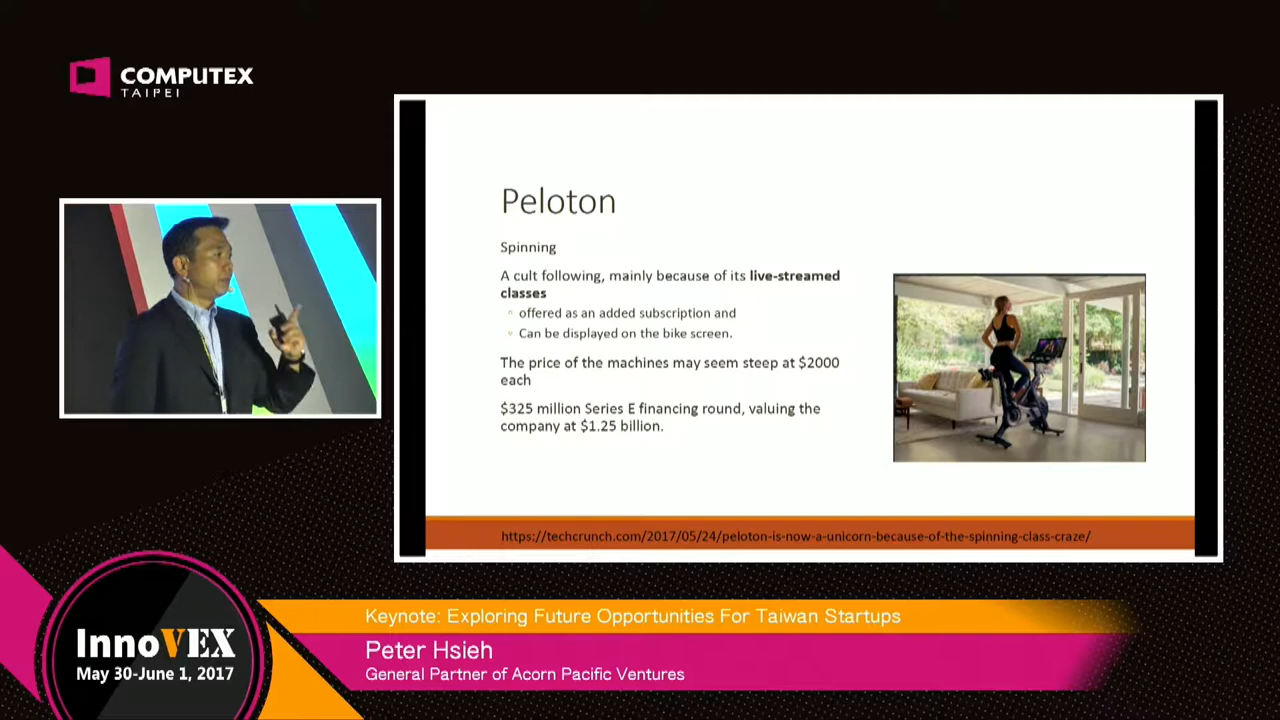 COMPUTEX
TAIPEI
Peloton
Spinning
A cult following, mainly because of its live-streamed
classes
offered as an added subscription and
Can be displayed on the bike screen.
The price of the machines may seem steep at $2000
each
$325 million Series E financing round, valuing the
company at $1.25 billion.
https://techcrunch.com/2017/05/24/peloton-is-now-a-unicorn-because-of-the-spinning-class-craze/
InnoVEX
May 30-June 1, 2017
Keynote: Exploring Future Opportunities For Taiwan Startups
Peter Hsieh
General Partner of Acorn Pacific Ventures